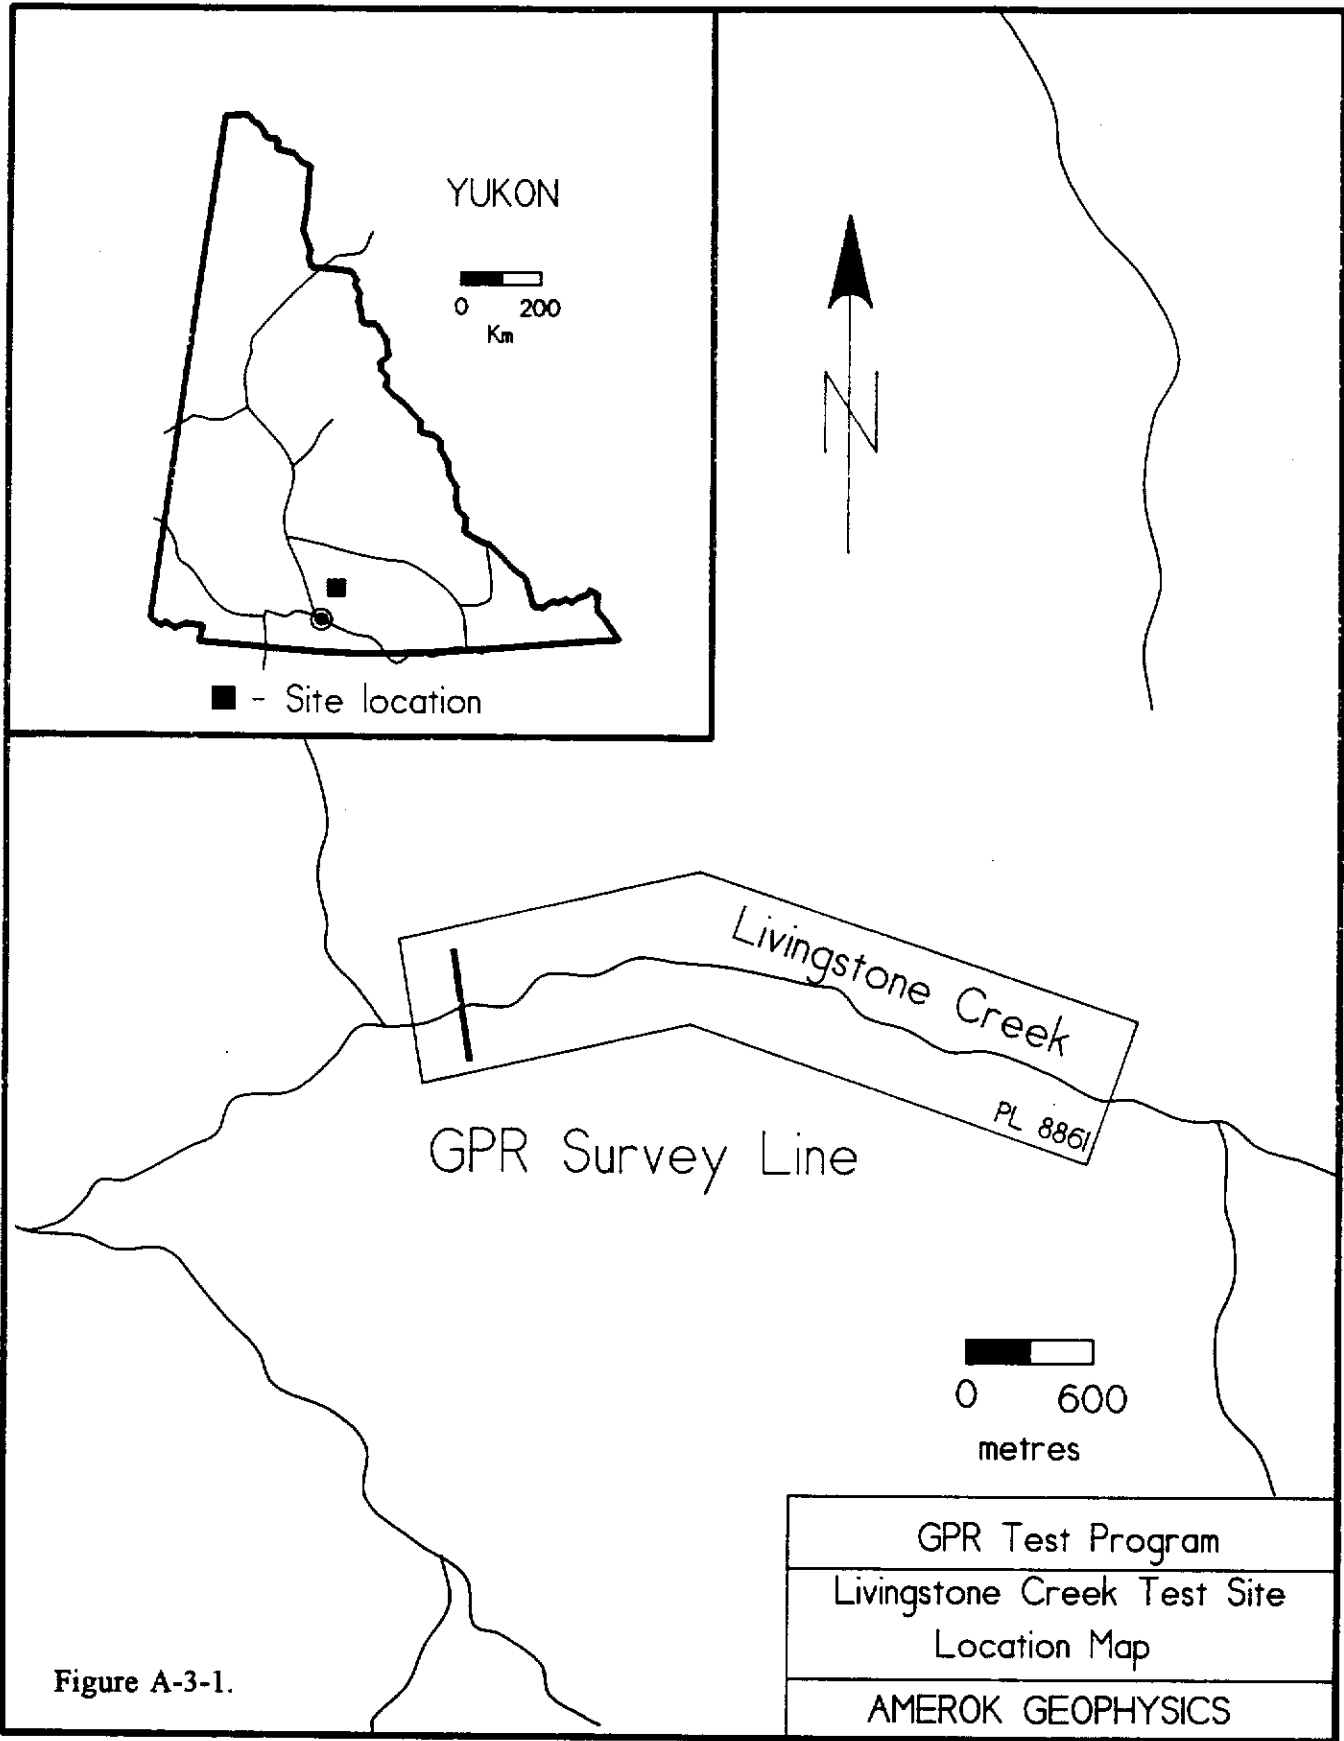 YUKON
0 200
Km
- Site location
N
Livingstone Creek
PL 8861
GPR Survey Line
0 600
metres
GPR Test Program
Livingstone Creek Test Site
Location Map
AMEROK GEOPHYSICS
Figure A-3-1.